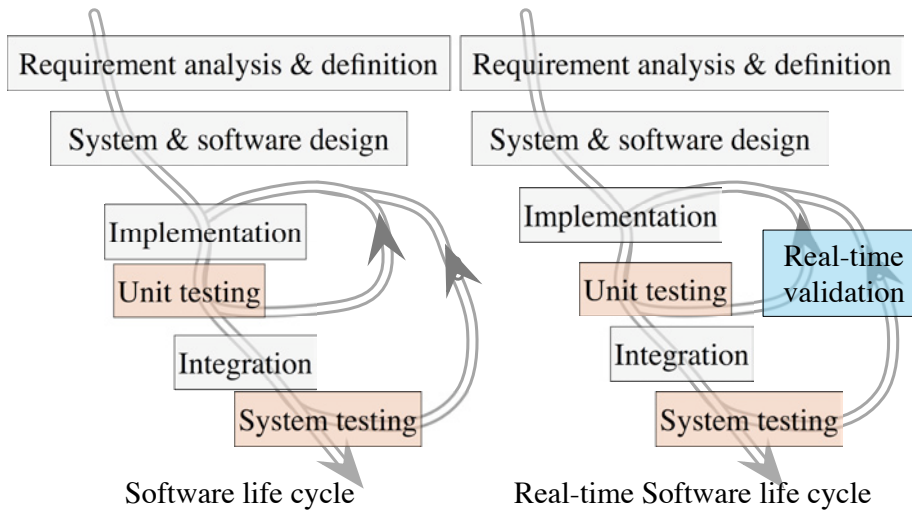 Requirement analysis & definition
System & software design
Implementation
Unit testing
Integration
System testing
Software life cycle
Requirement analysis & definition
System & software design
Implementation
Real-time
validation
Unit testing
Integration
System testing
Real-time Software life cycle